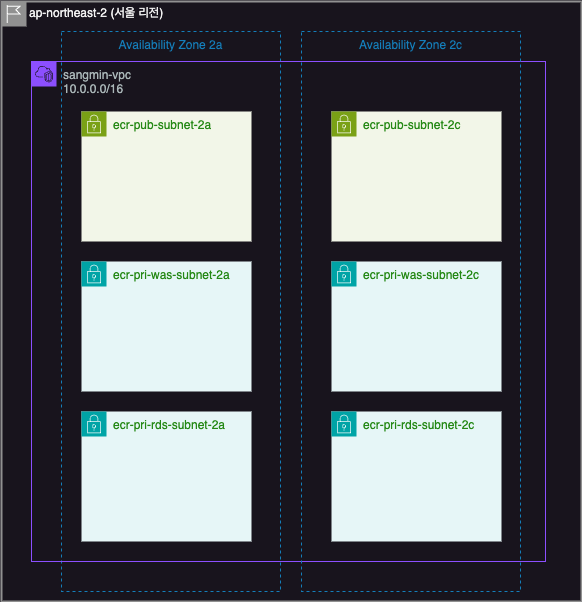 ap-northeast-2 (서울 리전)
Availability Zone 2a
Availability Zone 2c
sangmin-vpc
10.0.0.0/16
ecr-pub-subnet-2a
ecr-pub-subnet-2c
ecr-pri-was-subnet-2a
ecr-pri-was-subnet-2c
ecr-pri-rds-subnet-2a
ecr-pri-rds-subnet-2c